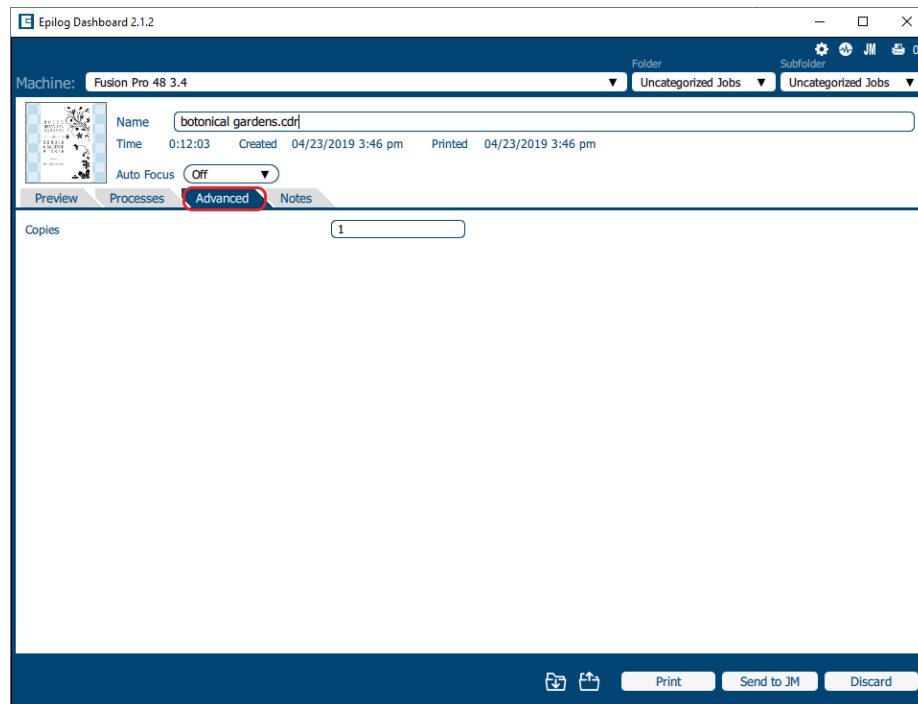 Epilog Dashboard 2.1.2
JM 0
Folder Subfolder
Machine: Fusion Pro 48 3.4 Uncategorized Jobs Uncategorized Jobs
Name botonical gardens.cdr
Time 0:12:03 Created 04/23/2019 3:46 pm Printed 04/23/2019 3:46 pm
Auto Focus Off
Preview Processes Advanced Notes
Copies 1
Print Send to JM Discard